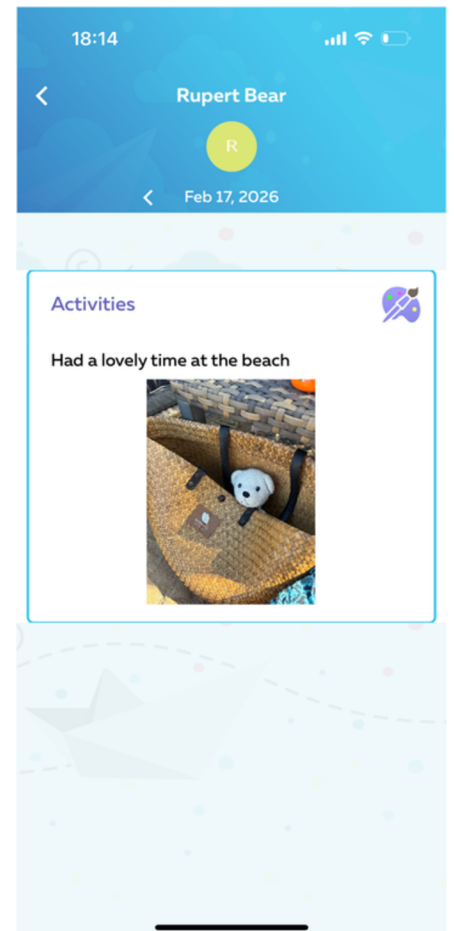 18:14
Rupert Bear
R
Feb 17, 2026
Activities
Had a lovely time at the beach